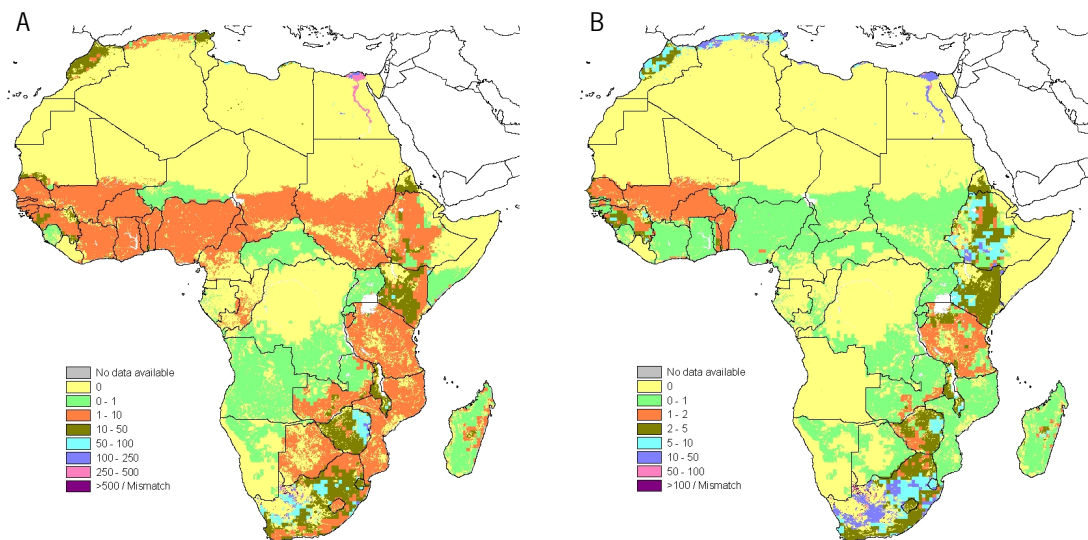 A
No data available
0
0 - 1
1 - 10
10 - 50
50 - 100
100 - 250
250 - 500
>500 / Mismatch
B
No data available
0
0 - 1
1 - 2
2 - 5
5 - 10
10 - 50
50 - 100
>100 / Mismatch